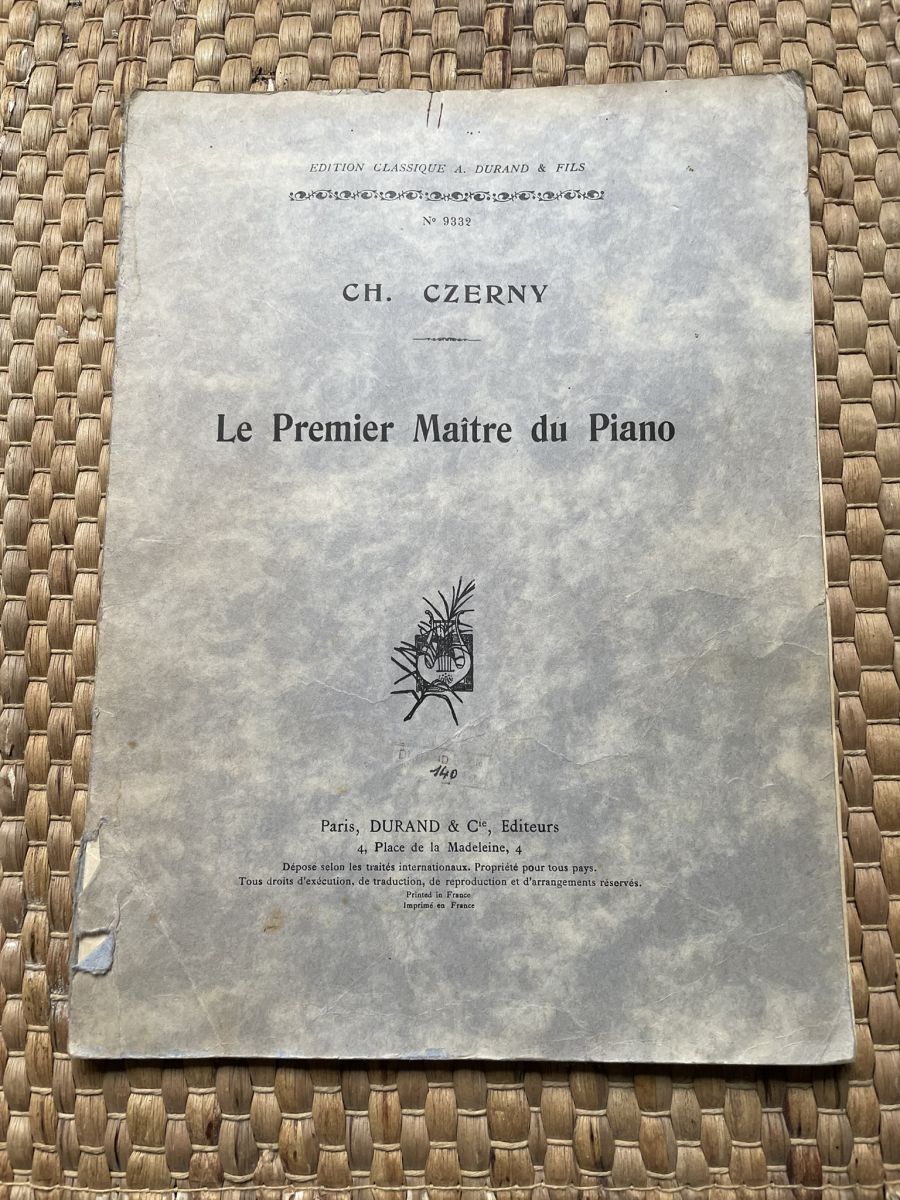 EDITION CLASSIQUE A. DURAND & FILS
Nº 9332
CH. CZERNY
Le Premier Maître du Piano
140
Paris, DURAND & Cie, Editeurs
4, Place de la Madeleine, 4
Déposé selon les traités internationaux. Propriété pour tous pays.
Tous droits d'exécution, de traduction, de reproduction et d'arrangements réservés.
Printed in France
Imprimé en France